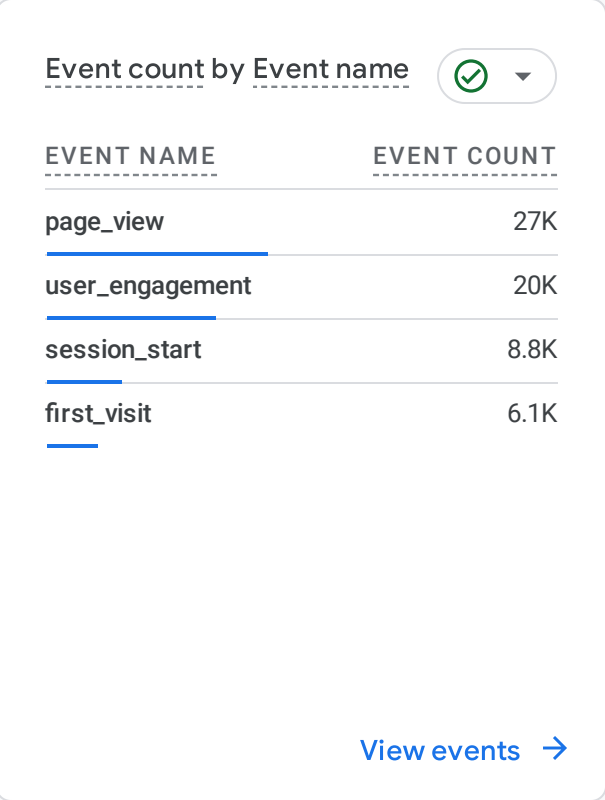 Event count by Event name
EVENT NAME EVENT COUNT
page_view 27K
user_engagement 20K
session_start 8.8K
first_visit 6.1K
View events